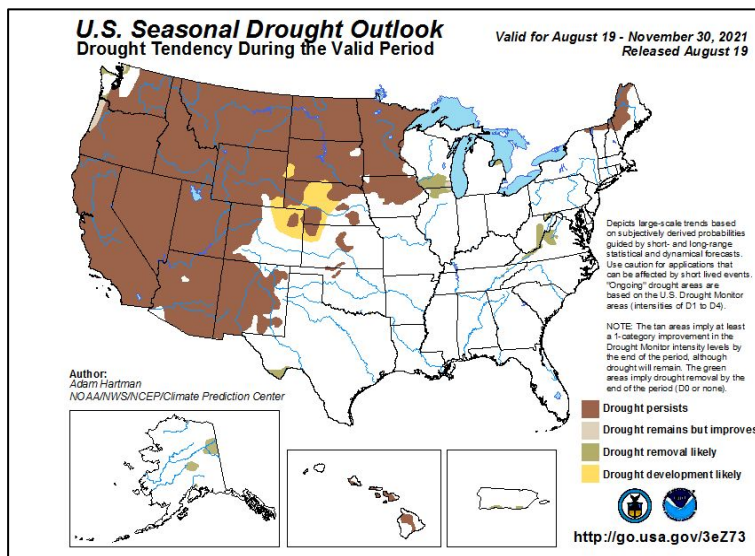 U.S. Seasonal Drought Outlook
Drought Tendency During the Valid Period
Valid for August 19 - November 30, 2021
Released August 19
Depicts large-scale trends based
on subjectively derived probabilities
guided by short- and long-range
statistical and dynamical forecasts.
Use caution for applications that
can be affected by short lived events.
"Ongoing" drought areas are
based on the U.S. Drought Monitor
areas (intensities of D1 to D4).
NOTE: The tan areas imply at least
a 1-category improvement in the
Drought Monitor intensity levels by
the end of the period, although
drought will remain. The green
areas imply drought removal by the
end of the period (D0 or none).
Author:
Adam Hartman
NOAA/NWS/NCEP/Climate Prediction Center
Drought persists
Drought remains but improves
Drought removal likely
Drought development likely
http://go.usa.gov/3eZ73